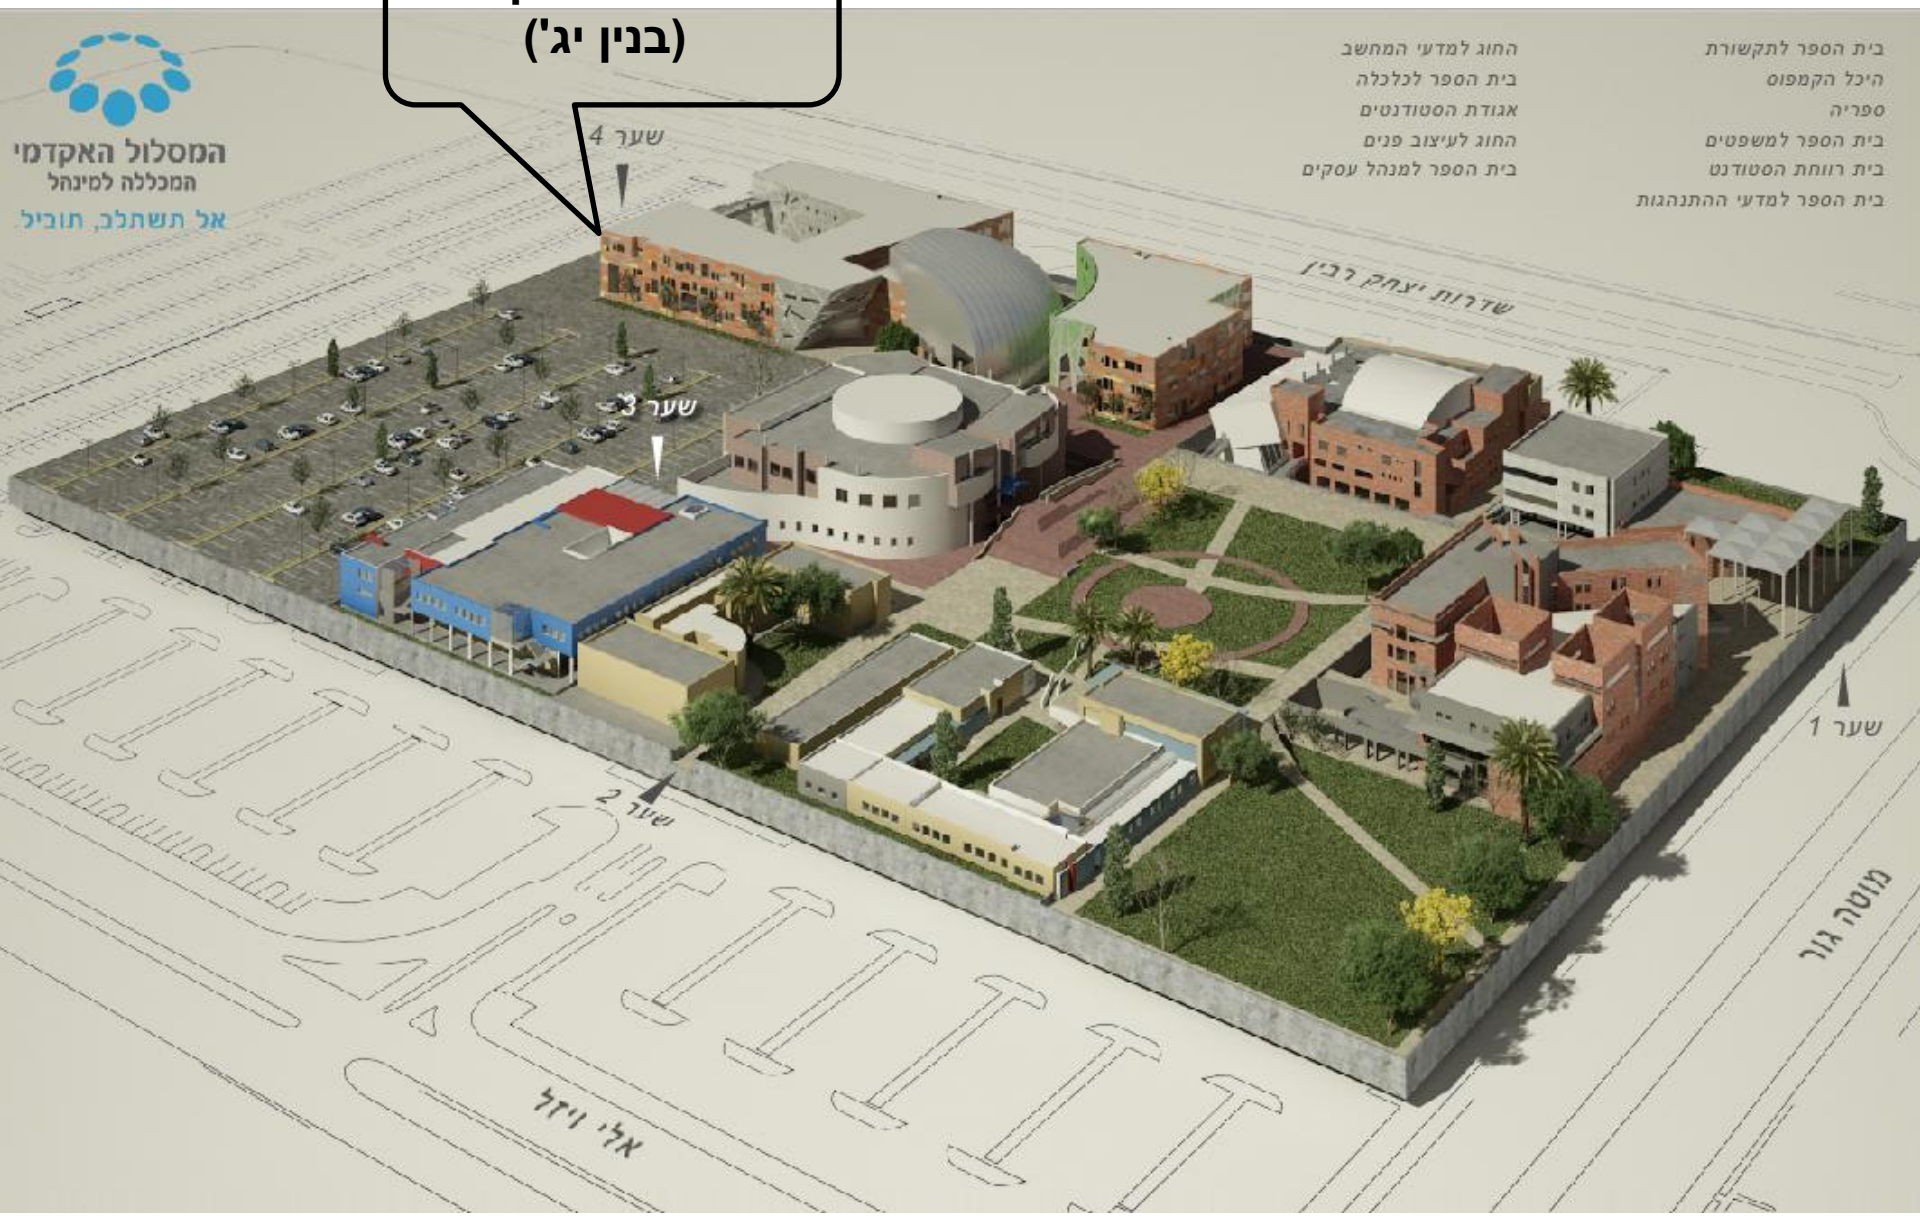 (בנין יג')
המסלול האקדמי
המכללה למינהל
אל תשתלב, תוביל.
בית הספר לתקשורת
היכל הקמפוס
ספריה
בית הספר למשפטים
בית רווחת הסטודנט
בית הספר למדעי ההתנהגות
החוג למדעי המחשב
בית הספר לכלכלה
אגודת הסטודנטים
החוג לעיצוב פנים
בית הספר למנהל עסקים
שער 4
שדרות יצחק רבין
שער 3
שער 1
שער 2
מוטה גור
אלי ויזל